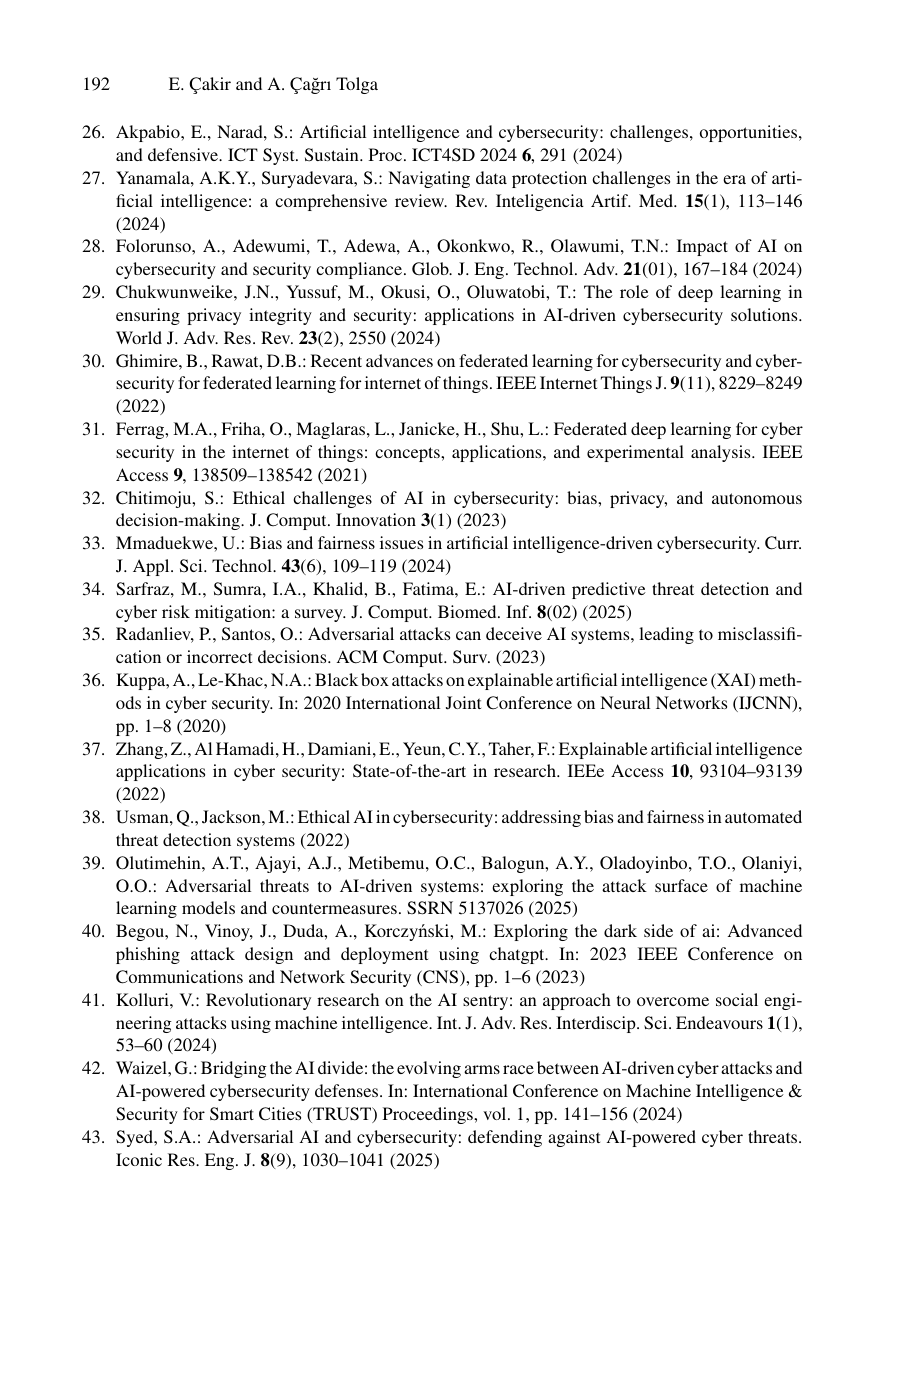 192 E. Çakir and A. Çağrı Tolga
26. Akpabio, E., Narad, S.: Artificial intelligence and cybersecurity: challenges, opportunities,
and defensive. ICT Syst. Sustain. Proc. ICT4SD 2024 6, 291 (2024)
27. Yanamala, A.K.Y., Suryadevara, S.: Navigating data protection challenges in the era of arti-
ficial intelligence: a comprehensive review. Rev. Inteligencia Artif. Med. 15(1), 113–146
(2024)
28. Folorunso, A., Adewumi, T., Adewa, A., Okonkwo, R., Olawumi, T.N.: Impact of AI on
cybersecurity and security compliance. Glob. J. Eng. Technol. Adv. 21(01), 167–184 (2024)
29. Chukwunweike, J.N., Yussuf, M., Okusi, O., Oluwatobi, T.: The role of deep learning in
ensuring privacy integrity and security: applications in AI-driven cybersecurity solutions.
World J. Adv. Res. Rev. 23(2), 2550 (2024)
30. Ghimire, B., Rawat, D.B.: Recent advances on federated learning for cybersecurity and cyber-
security for federated learning for internet of things. IEEE Internet Things J. 9(11), 8229–8249
(2022)
31. Ferrag, M.A., Friha, O., Maglaras, L., Janicke, H., Shu, L.: Federated deep learning for cyber
security in the internet of things: concepts, applications, and experimental analysis. IEEE
Access 9, 138509–138542 (2021)
32. Chitimoju, S.: Ethical challenges of AI in cybersecurity: bias, privacy, and autonomous
decision-making. J. Comput. Innovation 3(1) (2023)
33. Mmaduekwe, U.: Bias and fairness issues in artificial intelligence-driven cybersecurity. Curr.
J. Appl. Sci. Technol. 43(6), 109–119 (2024)
34. Sarfraz, M., Sumra, I.A., Khalid, B., Fatima, E.: AI-driven predictive threat detection and
cyber risk mitigation: a survey. J. Comput. Biomed. Inf. 8(02) (2025)
35. Radanliev, P., Santos, O.: Adversarial attacks can deceive AI systems, leading to misclassifi-
cation or incorrect decisions. ACM Comput. Surv. (2023)
36. Kuppa, A., Le-Khac, N.A.: Black box attacks on explainable artificial intelligence (XAI) meth-
ods in cyber security. In: 2020 International Joint Conference on Neural Networks (IJCNN),
pp. 1–8 (2020)
37. Zhang, Z., Al Hamadi, H., Damiani, E., Yeun, C.Y., Taher, F.: Explainable artificial intelligence
applications in cyber security: State-of-the-art in research. IEEe Access 10, 93104–93139
(2022)
38. Usman, Q., Jackson, M.: Ethical AI in cybersecurity: addressing bias and fairness in automated
threat detection systems (2022)
39. Olutimehin, A.T., Ajayi, A.J., Metibemu, O.C., Balogun, A.Y., Oladoyinbo, T.O., Olaniyi,
O.O.: Adversarial threats to AI-driven systems: exploring the attack surface of machine
learning models and countermeasures. SSRN 5137026 (2025)
40. Begou, N., Vinoy, J., Duda, A., Korczyński, M.: Exploring the dark side of ai: Advanced
phishing attack design and deployment using chatgpt. In: 2023 IEEE Conference on
Communications and Network Security (CNS), pp. 1–6 (2023)
41. Kolluri, V.: Revolutionary research on the AI sentry: an approach to overcome social engi-
neering attacks using machine intelligence. Int. J. Adv. Res. Interdiscip. Sci. Endeavours 1(1),
53–60 (2024)
42. Waizel, G.: Bridging the AI divide: the evolving arms race between AI-driven cyber attacks and
AI-powered cybersecurity defenses. In: International Conference on Machine Intelligence &
Security for Smart Cities (TRUST) Proceedings, vol. 1, pp. 141–156 (2024)
43. Syed, S.A.: Adversarial AI and cybersecurity: defending against AI-powered cyber threats.
Iconic Res. Eng. J. 8(9), 1030–1041 (2025)